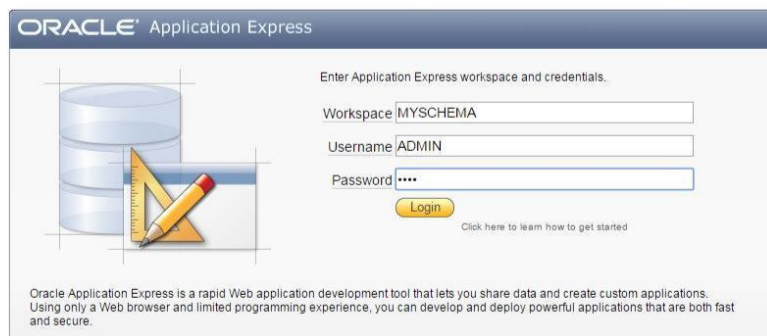 ORACLE® Application Express
Enter Application Express workspace and credentials.
Workspace MYSCHEMA
Username ADMIN
Password ••••
Login
Click here to learn how to get started
Oracle Application Express is a rapid Web application development tool that lets you share data and create custom applications.
Using only a Web browser and limited programming experience, you can develop and deploy powerful applications that are both fast
and secure.